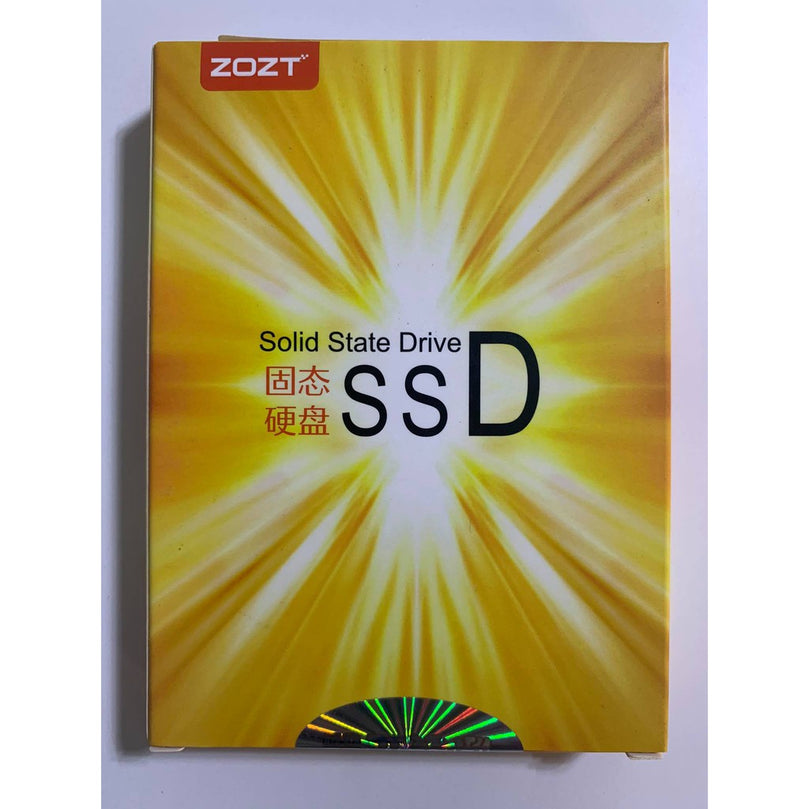 ZOZT
Solid State Drive
固态
硬盘
SSD